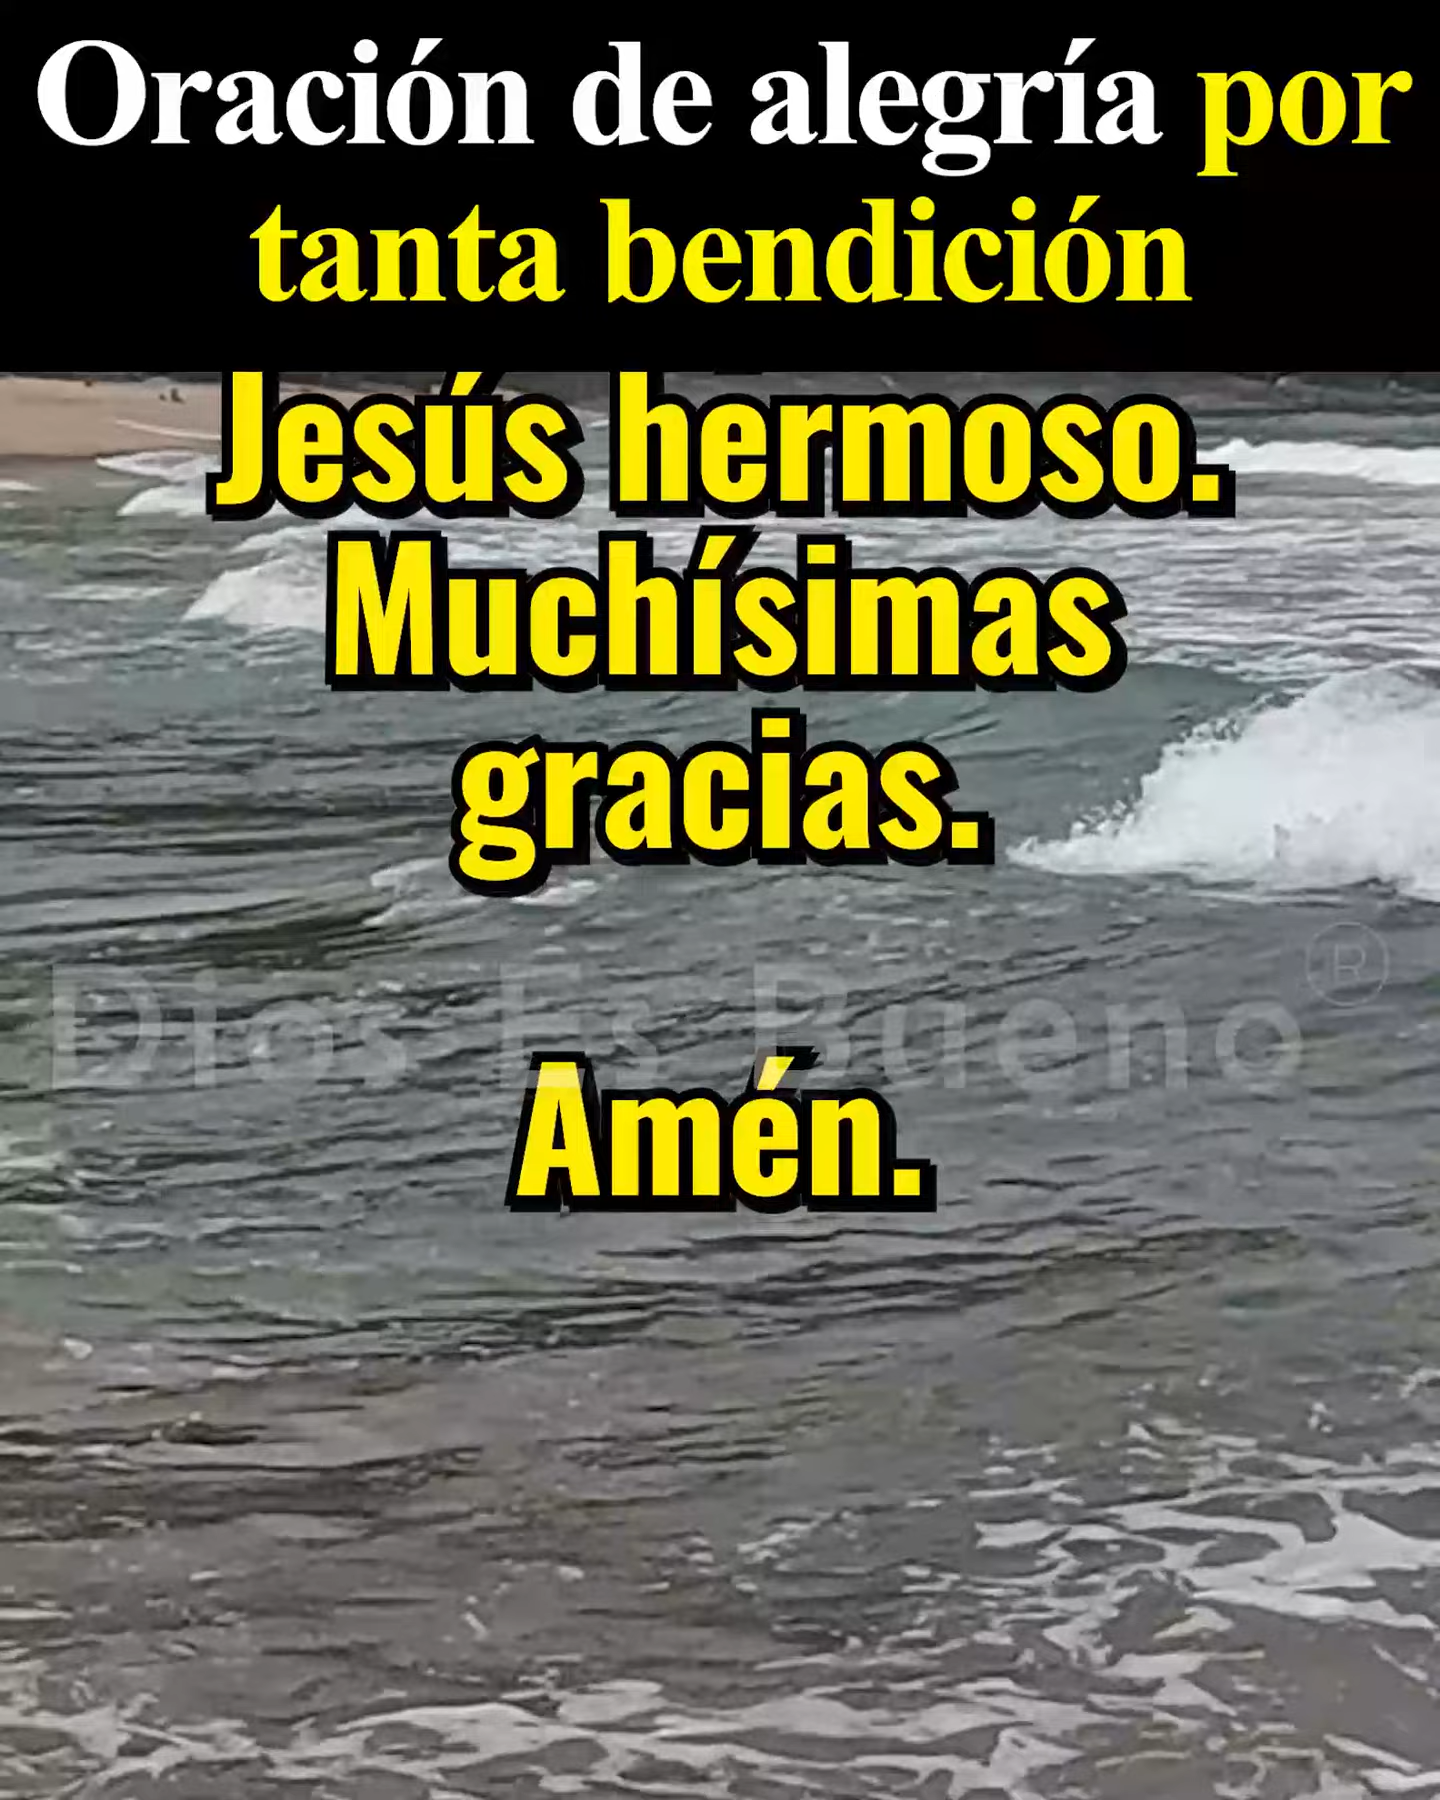 Oración de alegría por
tanta bendición
Jesús hermoso.
Muchísimas
gracias.
Dios Es Bueno®
Amén.